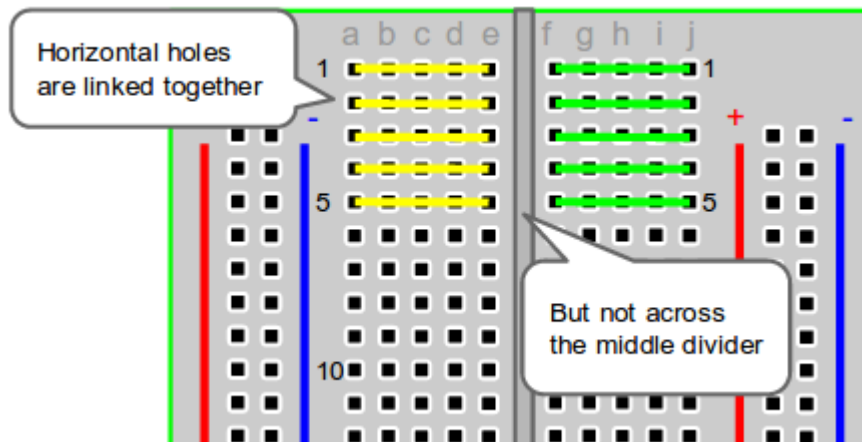 Horizontal holes
are linked together
a b c d e f g h i j
1 1
+
- -
5 5
But not across
the middle divider
10